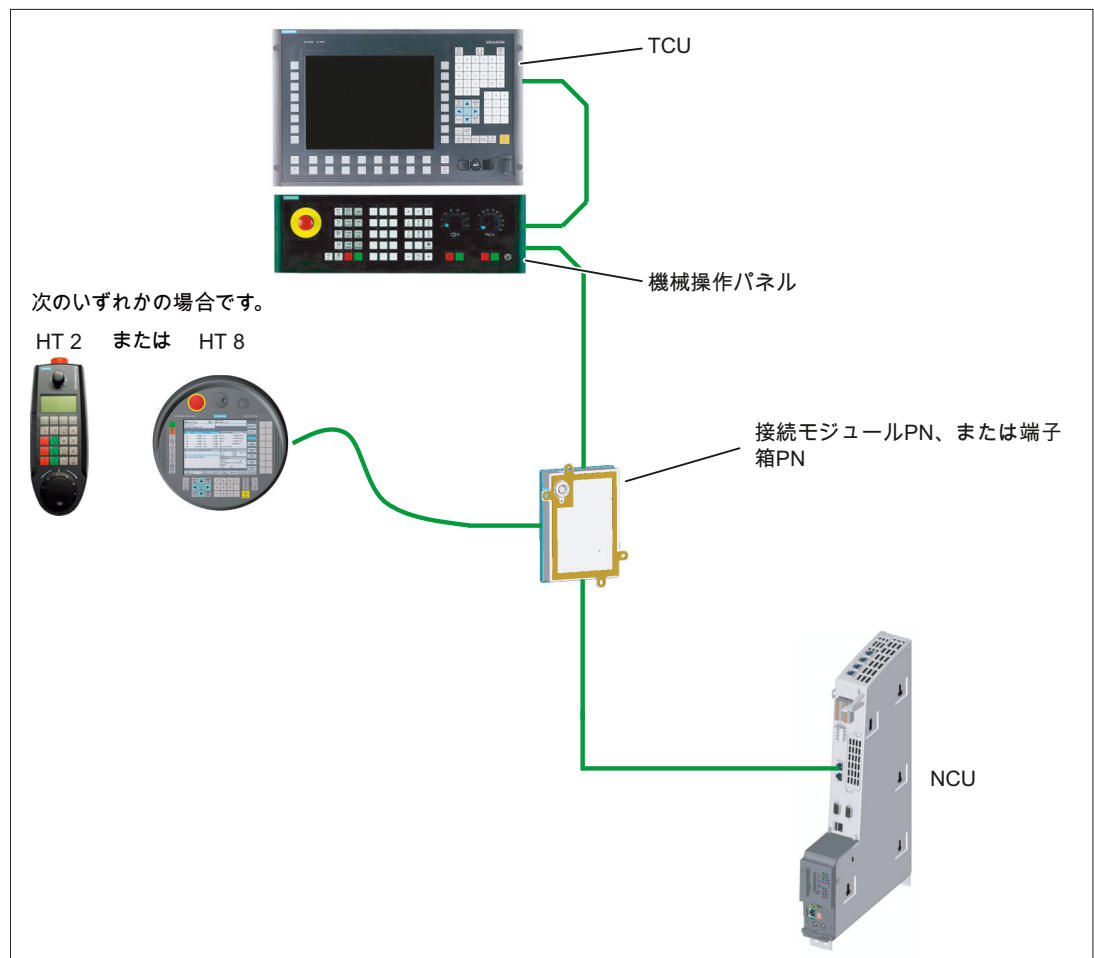 TCU
機械操作パネル
次のいずれかの場合です。
HT 2 または HT 8
接続モジュールPN、または端子
箱PN
NCU